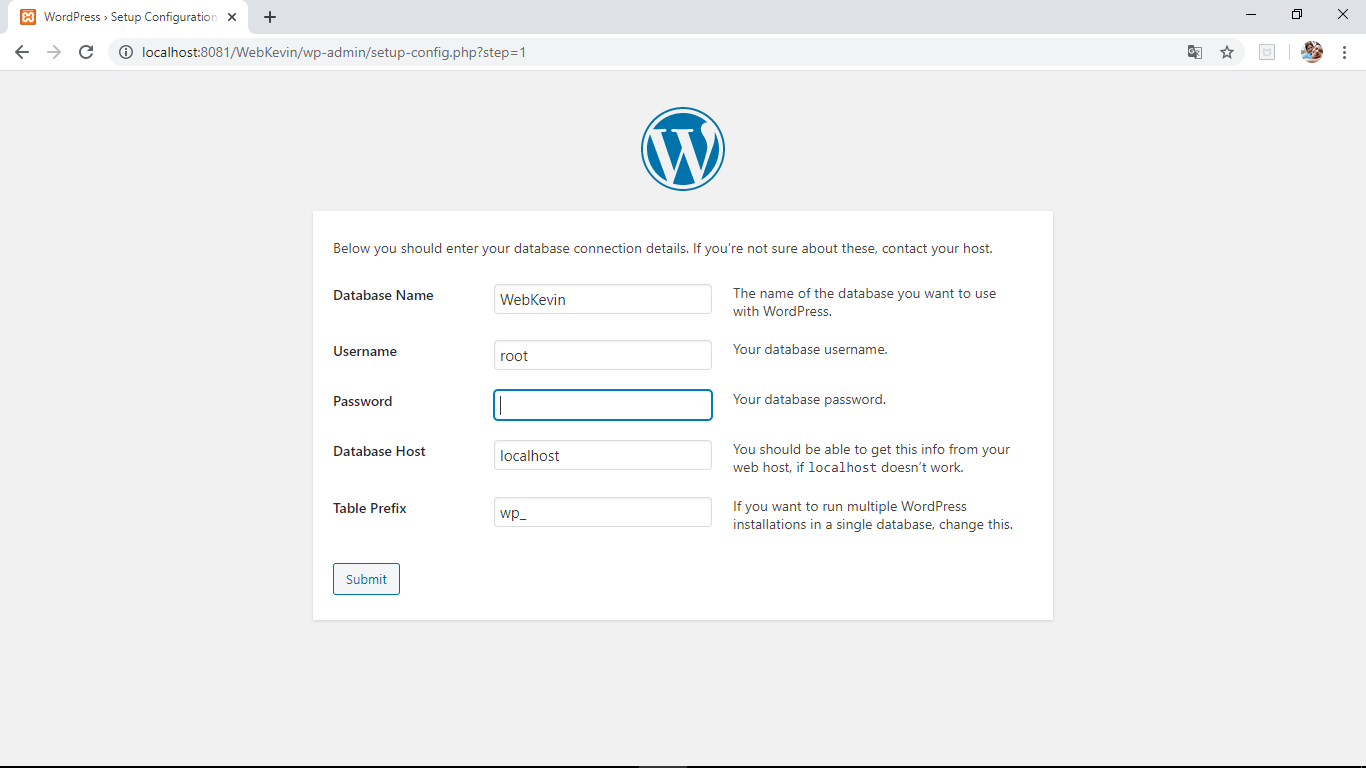 WordPress › Setup Configuration
localhost:8081/WebKevin/wp-admin/setup-config.php?step=1
Below you should enter your database connection details. If you’re not sure about these, contact your host.
Database Name
WebKevin
The name of the database you want to use
with WordPress.
Username
root
Your database username.
Password
Your database password.
Database Host
localhost
You should be able to get this info from your
web host, if localhost doesn’t work.
Table Prefix
wp_
If you want to run multiple WordPress
installations in a single database, change this.
Submit